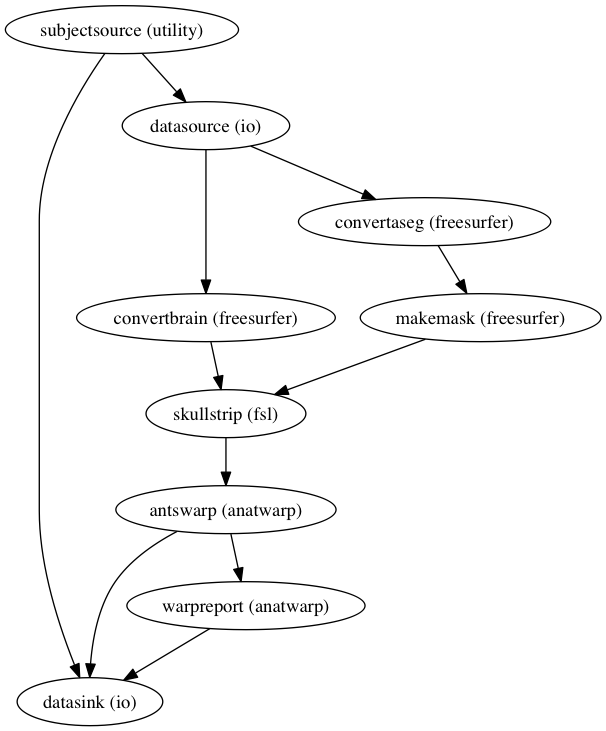 subjectsource (utility)
datasource (io)
convertaseg (freesurfer)
convertbrain (freesurfer)
makemask (freesurfer)
skullstrip (fsl)
antswarp (anatwarp)
warpreport (anatwarp)
datasink (io)